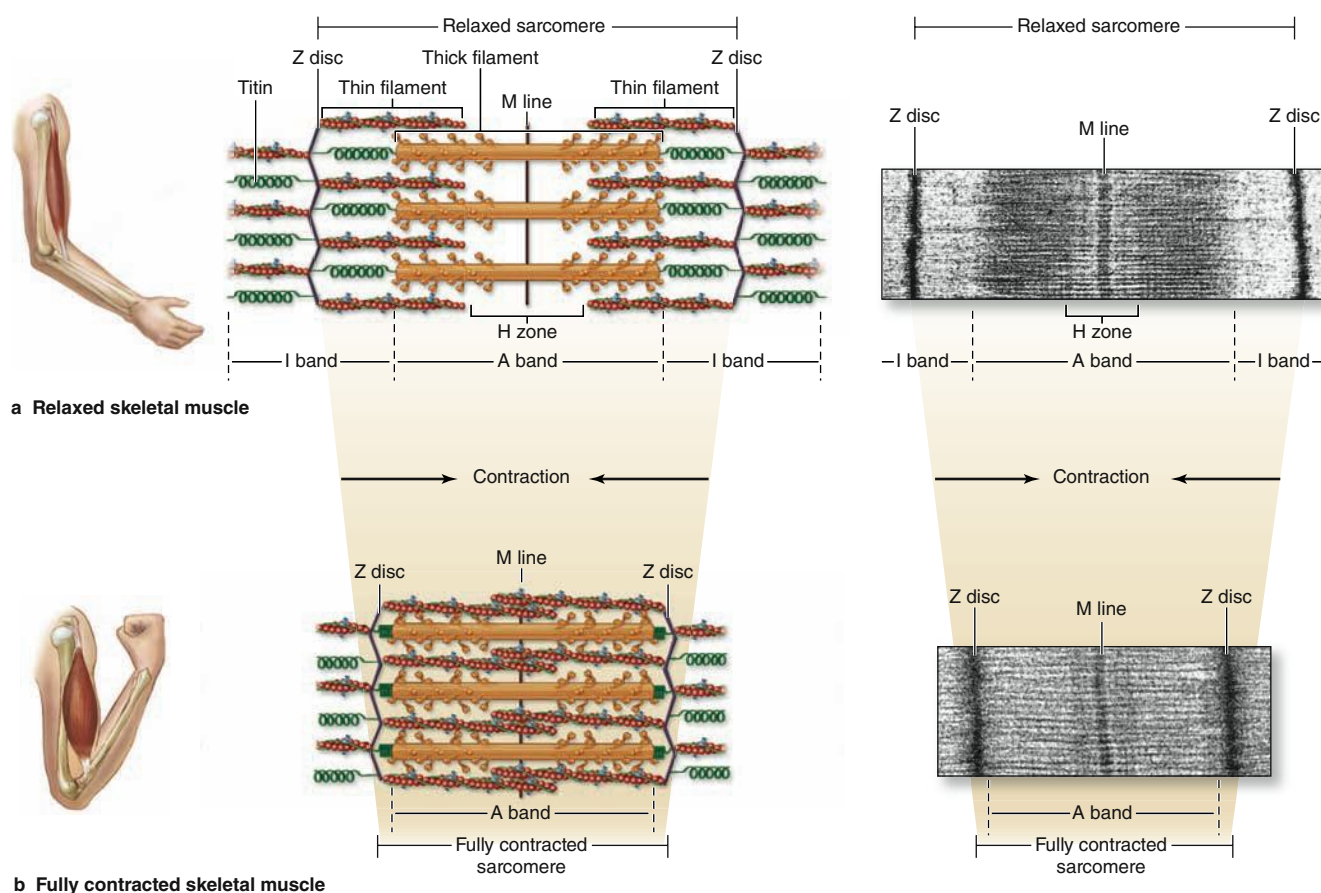 Relaxed sarcomere
Z disc
Thick filament
Z disc
Titin
Thin filament
M line
Thin filament
H zone
I band
A band
I band
a Relaxed skeletal muscle
Relaxed sarcomere
Z disc
M line
Z disc
H zone
I band
A band
I band
Contraction
Contraction
Z disc
M line
Z disc
A band
Fully contracted
sarcomere
b Fully contracted skeletal muscle
Z disc
M line
Z disc
A band
Fully contracted
sarcomere